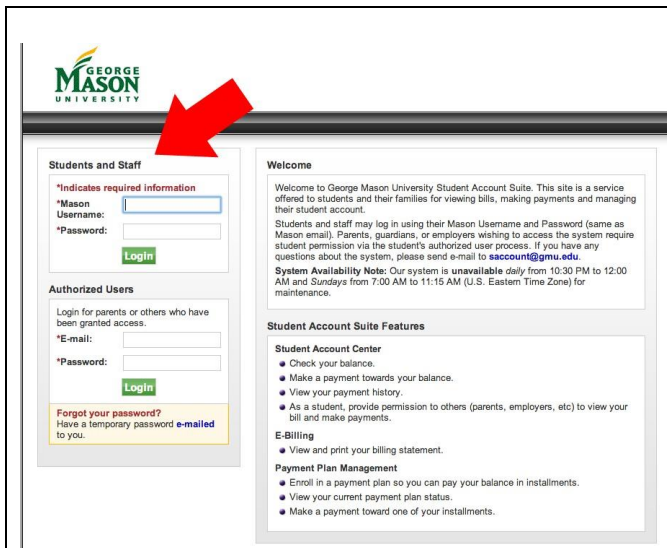 GEORGE
MASON
UNIVERSITY
Students and Staff
*Indicates required information
*Mason
Username:
*Password:
Login
Authorized Users
Login for parents or others who have
been granted access.
*E-mail:
*Password:
Login
Forgot your password?
Have a temporary password e-mailed
to you.
Welcome
Welcome to George Mason University Student Account Suite. This site is a service
offered to students and their families for viewing bills, making payments and managing
their student account.
Students and staff may log in using their Mason Username and Password (same as
Mason email). Parents, guardians, or employers wishing to access the system require
student permission via the student's authorized user process. If you have any
questions about the system, please send e-mail to saccount@gmu.edu.
System Availability Note: Our system is unavailable daily from 10:30 PM to 12:00
AM and Sundays from 7:00 AM to 11:15 AM (U.S. Eastern Time Zone) for
maintenance.
Student Account Suite Features
Student Account Center
Check your balance.
Make a payment towards your balance.
View your payment history.
As a student, provide permission to others (parents, employers, etc) to view your
bill and make payments.
E-Billing
View and print your billing statement.
Payment Plan Management
Enroll in a payment plan so you can pay your balance in installments.
View your current payment plan status.
Make a payment toward one of your installments.